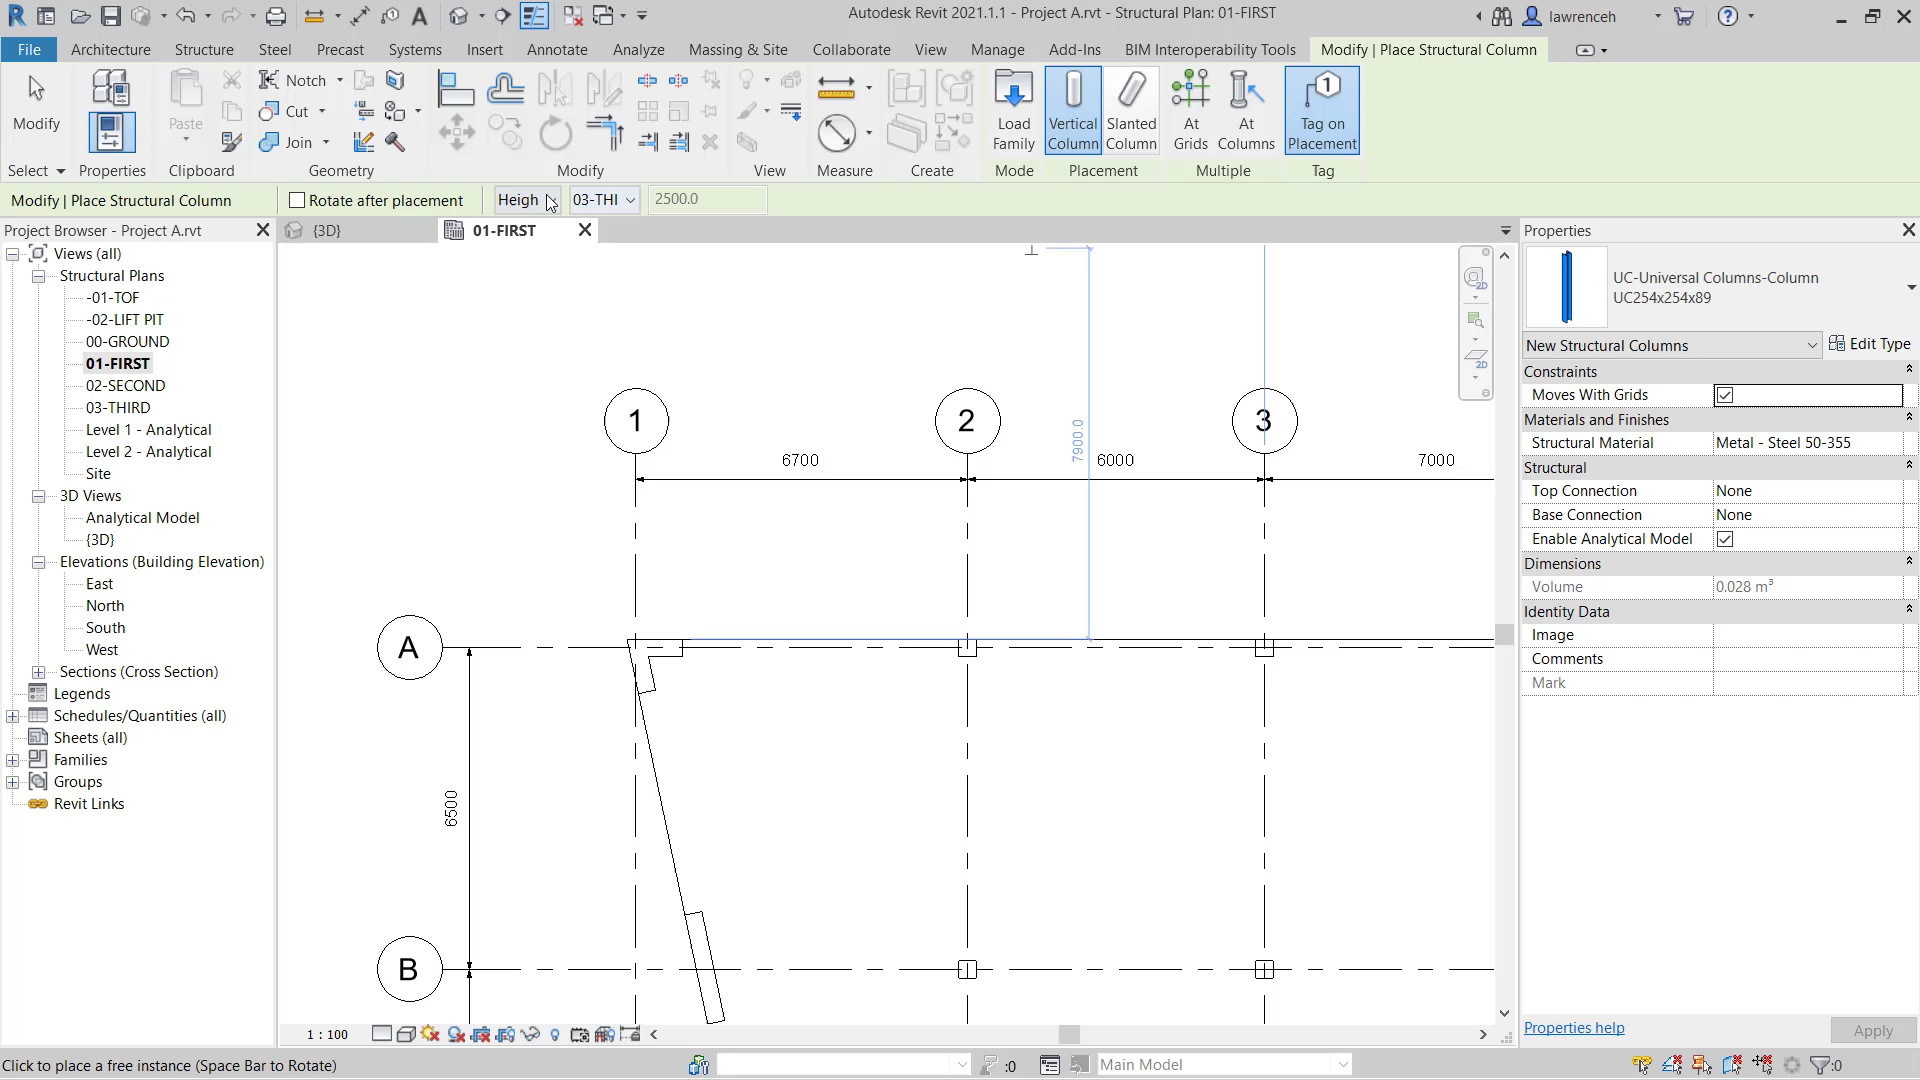 Autodesk Revit 2021.1.1 - Project A.rvt - Structural Plan: 01-FIRST
lawrenceh
File Architecture Structure Steel Precast Systems Insert Annotate Analyze Massing & Site Collaborate View Manage Add-Ins BIM Interoperability Tools Modify | Place Structural Column
Modify
Paste
Notch
Cut
Join
Load Family
Vertical Column
Slanted Column
At Grids
At Columns
Tag on Placement
Select Properties Clipboard Geometry Modify View Measure Create Mode Placement Multiple Tag
Modify | Place Structural Column Rotate after placement Heigh 03-THI 2500.0
Project Browser - Project A.rvt
{3D}
01-FIRST
Properties
Views (all)
Structural Plans
-01-TOF
-02-LIFT PIT
00-GROUND
01-FIRST
02-SECOND
03-THIRD
Level 1 - Analytical
Level 2 - Analytical
Site
3D Views
Analytical Model
{3D}
Elevations (Building Elevation)
East
North
South
West
Sections (Cross Section)
Legends
Schedules/Quantities (all)
Sheets (all)
Families
Groups
Revit Links
1
2
3
6700
6000
7000
7900.0
A
6500
B
2D
2D
UC-Universal Columns-Column
UC254x254x89
New Structural Columns Edit Type
Constraints
Moves With Grids
Materials and Finishes
Structural Material Metal - Steel 50-355
Structural
Top Connection None
Base Connection None
Enable Analytical Model
Dimensions
Volume 0.028 m³
Identity Data
Image
Comments
Mark
Properties help Apply
1 : 100
Click to place a free instance (Space Bar to Rotate)
:0
Main Model
:0